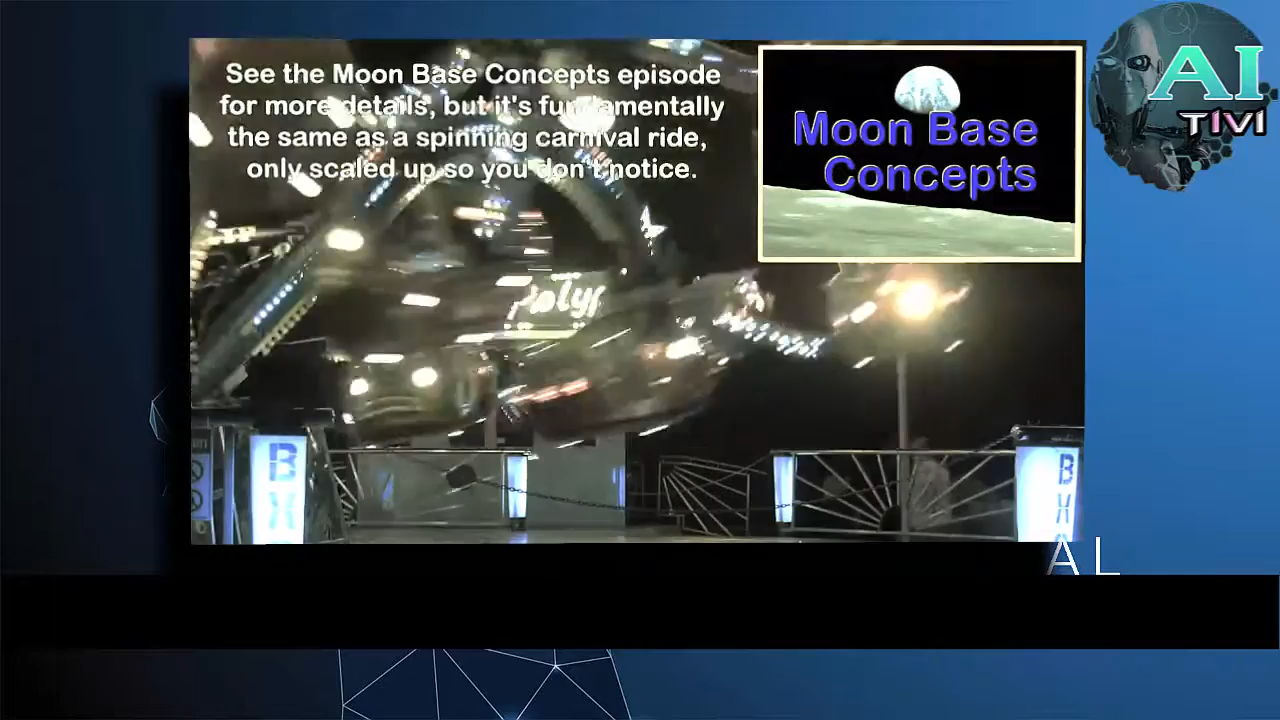 See the Moon Base Concepts episode
for more details, but it's fundamentally
the same as a spinning carnival ride,
only scaled up so you don't notice.
Moon Base
Concepts
AI
TIVI
B
B
AL